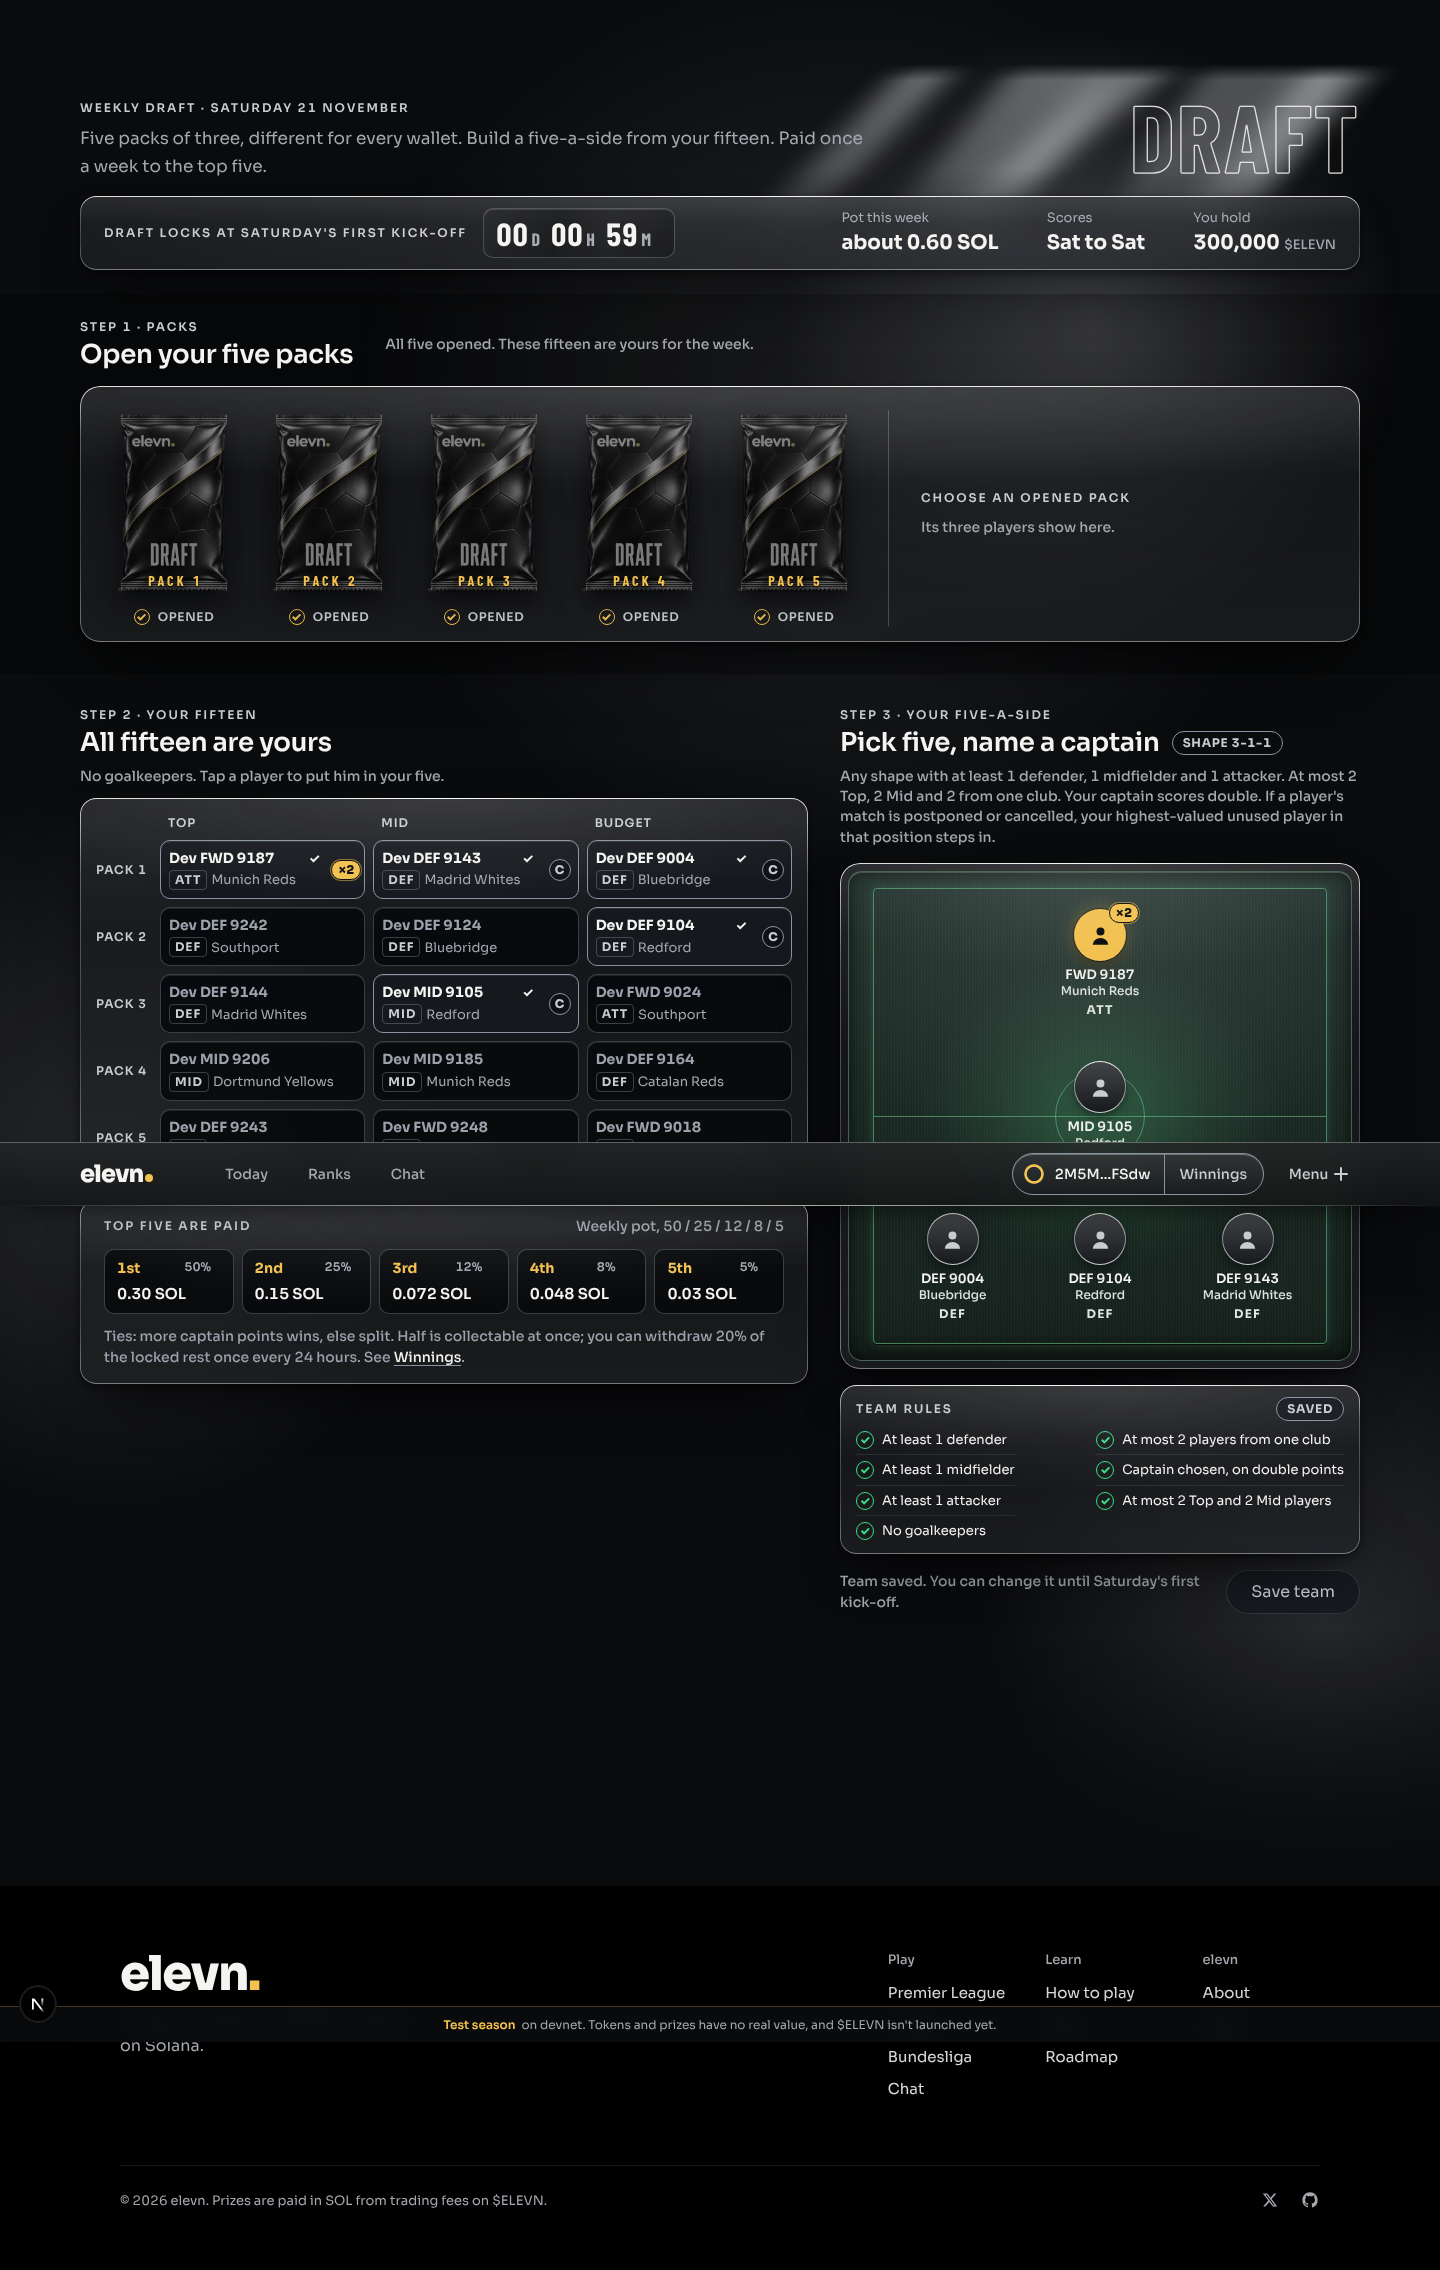 WEEKLY DRAFT · SATURDAY 21 NOVEMBER
Five packs of three, different for every wallet. Build a five-a-side from your fifteen. Paid once
a week to the top five.
DRAFT
DRAFT LOCKS AT SATURDAY'S FIRST KICK-OFF
00D 00H 59M
Pot this week
about 0.60 SOL
Scores
Sat to Sat
You hold
300,000 $ELEVN
STEP 1 · PACKS
Open your five packs
All five opened. These fifteen are yours for the week.
elevn.
DRAFT
PACK 1
OPENED
elevn.
DRAFT
PACK 2
OPENED
elevn.
DRAFT
PACK 3
OPENED
elevn.
DRAFT
PACK 4
OPENED
elevn.
DRAFT
PACK 5
OPENED
CHOOSE AN OPENED PACK
Its three players show here.
STEP 2 · YOUR FIFTEEN
All fifteen are yours
No goalkeepers. Tap a player to put him in your five.
TOP MID BUDGET
PACK 1
Dev FWD 9187
ATT Munich Reds
×2
Dev DEF 9143
DEF Madrid Whites
C
Dev DEF 9004
DEF Bluebridge
C
PACK 2
Dev DEF 9242
DEF Southport
Dev DEF 9124
DEF Bluebridge
Dev DEF 9104
DEF Redford
C
PACK 3
Dev DEF 9144
DEF Madrid Whites
Dev MID 9105
MID Redford
C
Dev FWD 9024
ATT Southport
PACK 4
Dev MID 9206
MID Dortmund Yellows
Dev MID 9185
MID Munich Reds
Dev DEF 9164
DEF Catalan Reds
PACK 5
Dev DEF 9243
Dev FWD 9248
Dev FWD 9018
STEP 3 · YOUR FIVE-A-SIDE
Pick five, name a captain
SHAPE 3-1-1
Any shape with at least 1 defender, 1 midfielder and 1 attacker. At most 2
Top, 2 Mid and 2 from one club. Your captain scores double. If a player's
match is postponed or cancelled, your highest-valued unused player in
that position steps in.
×2
FWD 9187
Munich Reds
ATT
MID 9105
Redford
elevn.
Today
Ranks
Chat
2M5M...FSdw
Winnings
Menu
TOP FIVE ARE PAID
Weekly pot, 50 / 25 / 12 / 8 / 5
1st 50%
0.30 SOL
2nd 25%
0.15 SOL
3rd 12%
0.072 SOL
4th 8%
0.048 SOL
5th 5%
0.03 SOL
Ties: more captain points wins, else split. Half is collectable at once; you can withdraw 20% of
the locked rest once every 24 hours. See Winnings.
DEF 9004
Bluebridge
DEF
DEF 9104
Redford
DEF
DEF 9143
Madrid Whites
DEF
TEAM RULES
SAVED
At least 1 defender
At least 1 midfielder
At least 1 attacker
No goalkeepers
At most 2 players from one club
Captain chosen, on double points
At most 2 Top and 2 Mid players
Team saved. You can change it until Saturday's first
kick-off.
Save team
elevn.
on Solana.
Play
Premier League
Bundesliga
Chat
Learn
How to play
Roadmap
elevn
About
N
Test season on devnet. Tokens and prizes have no real value, and $ELEVN isn't launched yet.
© 2026 elevn. Prizes are paid in SOL from trading fees on $ELEVN.